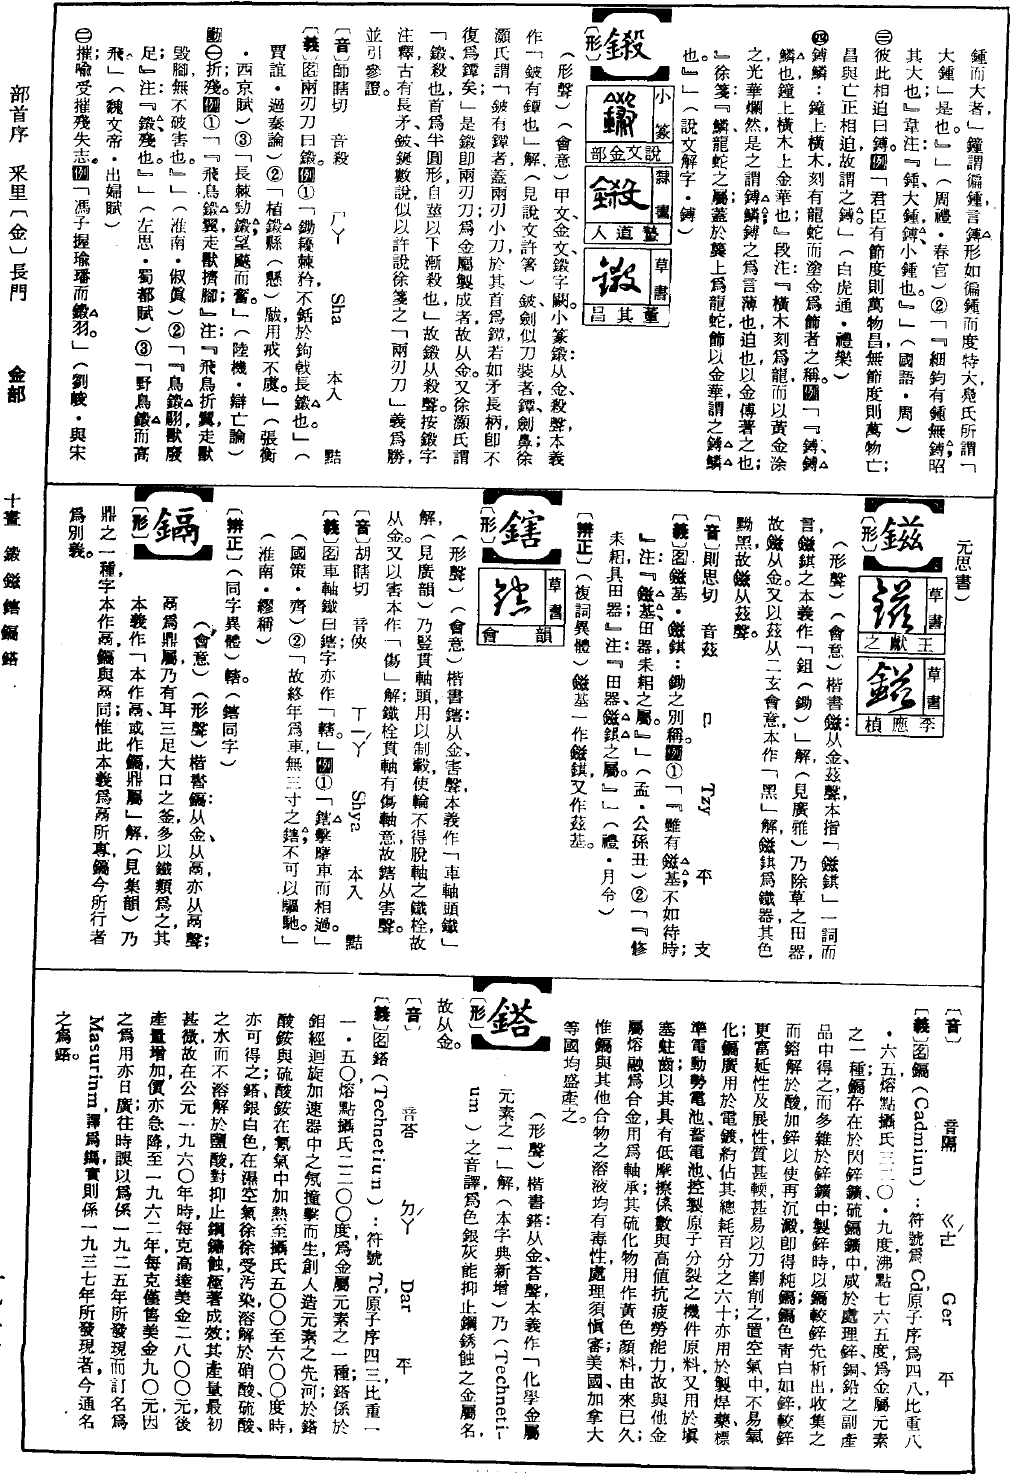 鍾而大者」鐘謂偏鍾言鎛形如偏鍾而度特大鳧氏所謂「
大鍾」是也。』」（周禮・春官）②「『細鈞有鍾無鎛昭
其大也』韋注『鍾大鍾鎛小鍾也。』」（國語・周）
㊂彼此相迫曰鎛。例「君臣有節度則萬物昌無節度則萬物亡；
昌與亡正相迫故謂之鎛。」（白虎通・禮樂）
㊃鎛鱗：鐘上橫木刻有龍蛇而塗金爲飾者之稱。例「『鎛鎛
鱗也鐘上橫木上金華也。』段注：『橫木刻爲龍而以黃金涂
之光華爛然是之謂鎛鱗鎛之爲言薄也迫也以金傅著之也；
』徐箋『鱗龍蛇之屬蓋於龔上爲龍蛇飾以金華謂之鎛鱗
也。』」（說文解字・鎛）
鎩
〔形〕
小篆
說文金部
隸書
蟄道人
草書
董其昌
（形聲）（會意）甲文金文鎩字闕。小篆鎩从金、殺聲本義
作「鈹有鐔也」解（見說文許箸）鈹劍似刀裝者鐔、劍鼻徐
灝氏謂「鈹有鐔者蓋兩刃小刀於其首爲鐔若如矛長柄卽不
復爲鐔矣」是鎩卽兩刃刀爲金屬製成者故从金又徐灝氏謂
「鎩殺也首爲半圓形自莖以下漸殺也」故鎩从殺聲。按鎩字
注釋古有長矛鈹鋋數說似以許說徐箋之「兩刃刀」義爲勝，
並引參證。
〔音〕師瞎切　音殺　ㄕㄚ　Sha　本入　黠
〔義〕名兩刃刀曰鎩。例①「鋤耰棘矜不銛於鉤戟長鎩也。」（
賈誼・過秦論）②「植鎩縣（懸）瞂用戒不虞。」（張衡
・西京賦）③「長棘勁鎩望颷而奮。」（陸機・辯亡論）
動㊀折殘。例①「『飛鳥鎩翼走獸擠腳』注：『飛鳥折翼走獸
毀腳無不破害也。』」（淮南・俶眞）②「『鳥鎩翮獸廢
足』注：『鎩殘也。』」（左思・蜀都賦）③「野鳥鎩而高
飛」（魏文帝・出婦賦）
㊁摧喩受摧殘失志。例「馮子握瑜璠而鎩羽。」（劉峻・與宋
元思書）
鎡
〔形〕
草書
王獻之
草書
李應楨
（形聲）（會意）楷書鎡：从金、茲聲本指「鎡錤」一詞而
言鎡錤之本義作「鉏（鋤）」解（見廣雅）乃除草之田器，
故鎡从金。又以茲从二玄會意本作「黑」解鎡錤爲鐵器其色
黝黑故鎡从茲聲。
〔音〕則思切　音茲　ㄗ　Tzy　平　支
〔義〕名鎡基・鎡錤：鋤之別稱。例①「『雖有鎡基不如待時；
』注：『鎡基田器耒耜之屬。』」（孟・公孫丑）②「『修
耒耜具田器』注：『田器鎡錤之屬。』」（禮・月令）
〔辨正〕（複詞異體）鎡基一作鎡錤又作茲基。
鎋
〔形〕
草書
韻會
（形聲）（會意）楷書鎋：从金、害聲本義作「車軸頭鐵」
解（見廣韻）乃豎貫軸頭用以制轂使輪不得脫軸之鐵栓故
从金又以害本作「傷」解；鐵栓貫軸有傷軸意故鎋从害聲。
〔音〕胡瞎切　音俠　ㄒㄧㄚˊ　Shya　本入　黠
〔義〕名車軸鐵曰鎋字亦作「轄。」例①「鎋擊摩車而相過。」
（國策・齊）②「故終年爲車無三寸之鎋不可以驅馳。」
（淮南・繆稱）
〔辨正〕（同字異體）轄（鎋同字）
鎘
〔形〕
（會意）（形聲）楷書鎘：从金、从鬲亦从鬲聲；
鬲爲鼎屬乃有耳三足大口之釜多以鐵類爲之其
本義作「本作鬲或作鎘鼎屬」解（見集韻）乃
鼎之一種字本作鬲鎘與鬲同惟此本義爲鬲所專鎘今所行者
爲別義。
〔音〕　音隔　ㄍㄜˊ　Ger　平
〔義〕名鎘（Cadmiun）：符號爲Cd原子序爲四八比重八
・六五熔點攝氏三二〇・九度沸點七六五度爲金屬元素
之一種；鎘存在於閃鋅鑛硫鎘鑛中咸於處理鋅銅鉛之副產
品中得之而多雜於鋅鑛中；製鋅時以鎘較鋅先析出收集之
而鎔解於酸加鋅以使再沉澱卽得純鎘；鎘色靑白如鋅較鋅
更富延性及展性質甚輭甚易以刀割削之置空氣中不易氧
化；鎘廣用於電鍍約佔其總耗百分之六十亦用於製焊藥標
準電動勢電池、蓄電池、控製原子分裂之機件原料又用於塡
塞蛀齒以其具有低摩擦係數與高値抗疲勞能力故與他金
屬熔融爲合金用爲軸承其硫化物用作黃色顏料由來已久；
惟鎘與其他合物之溶液均有毒性處理須愼審美國加拿大
等國均盛產之。
鎝
〔形〕
（形聲）楷書鎝：从金、荅聲本義作「化學金屬
元素之一」解（本字典新增）乃（Techneti-
um）之音譯爲色銀灰能抑止鋼銹蝕之金屬名，
故从金。
〔音〕　音荅　ㄉㄚˊ　Dar　平
〔義〕名鎝（Technetiun）：符號Tc原子序四三比重一
一・五〇熔點攝氏二二〇〇度爲金屬元素之一種；鎝係於
鉬經迴旋加速器中之氘撞擊而生創人造元素之先河；於鎝
酸銨與硫酸銨在氮氣中加熱至攝氏五〇〇至六〇〇度時，
亦可得之；鎝銀白色在濕空氣徐徐受污染溶解於硝酸、硫酸、
之水而不溶解於鹽酸對抑止鋼鏽蝕極著成效其產量最初
甚微故在公元一九六〇年時每克高達美金二八〇〇元後
產量增加價亦急降至一九六二年每克僅售美金九〇元因
之爲用亦日廣往時誤以爲係一九二五年所發現而訂名爲
Masurinm譯爲鎷實則係一九三七年所發現者今通名
之爲鎝。
部首序　釆里〔金〕長門　金部　十畫　鎩鎡鎋鎘鎝